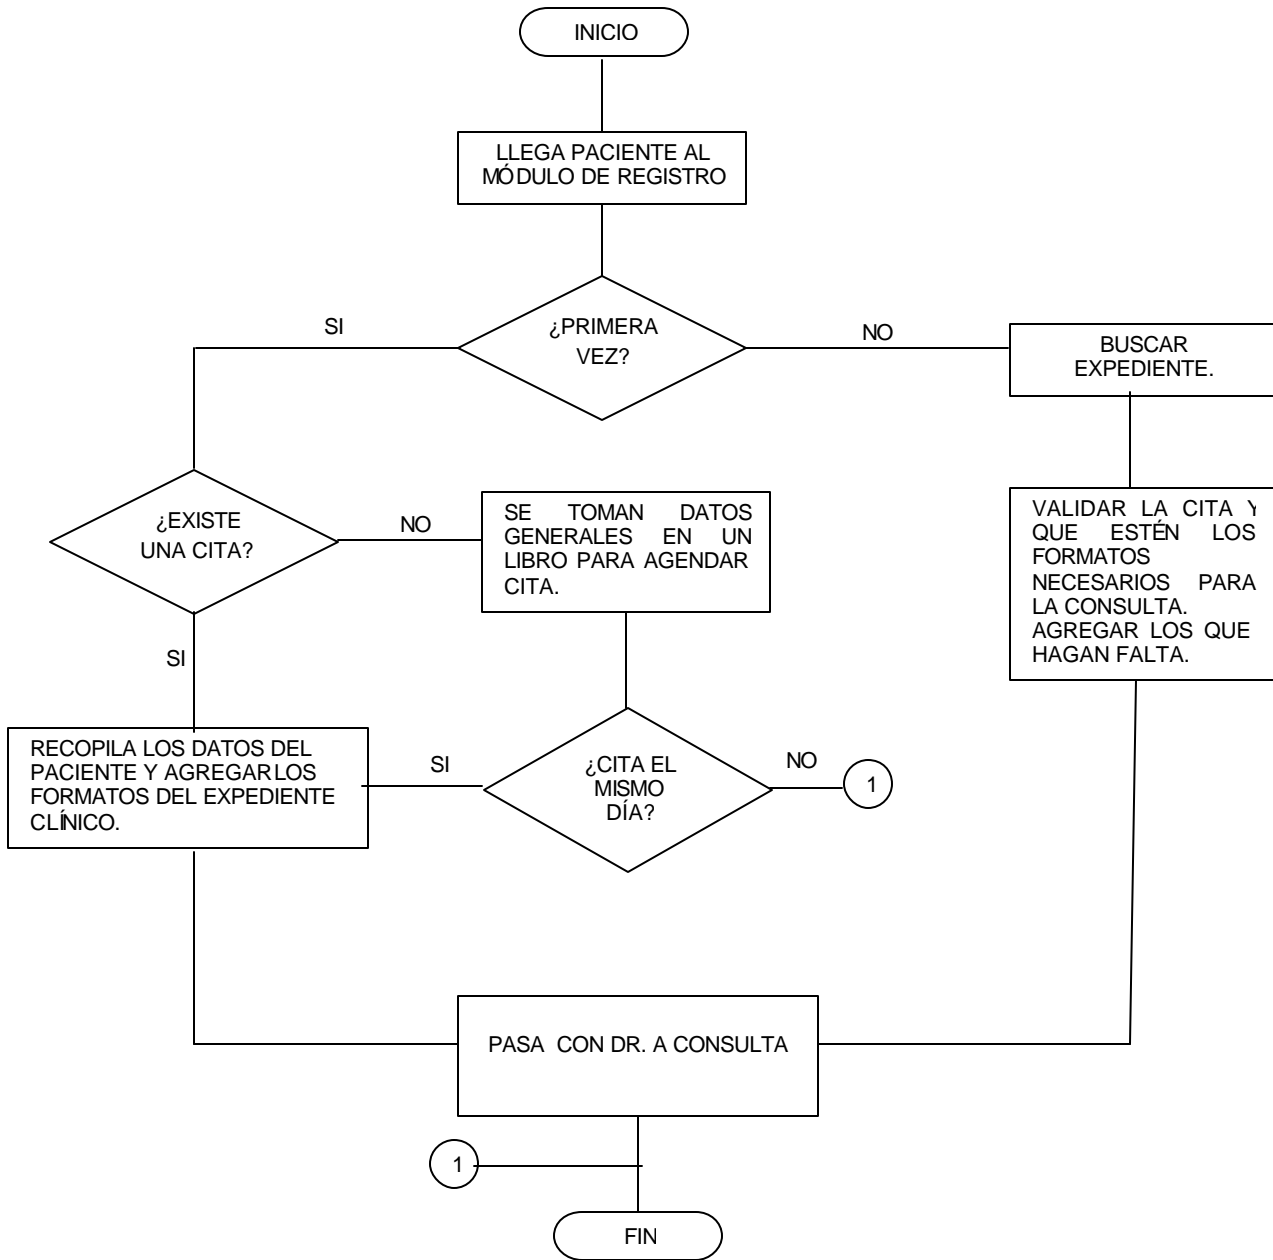 INICIO
LLEGA PACIENTE AL
MÓDULO DE REGISTRO
¿PRIMERA
VEZ?
SI
NO
BUSCAR
EXPEDIENTE.
¿EXISTE
UNA CITA?
NO
SE TOMAN DATOS
GENERALES EN UN
LIBRO PARA AGENDAR
CITA.
VALIDAR LA CITA Y
QUE ESTÉN LOS
FORMATOS
NECESARIOS PARA
LA CONSULTA.
AGREGAR LOS QUE
HAGAN FALTA.
SI
RECOPILA LOS DATOS DEL
PACIENTE Y AGREGAR LOS
FORMATOS DEL EXPEDIENTE
CLÍNICO.
SI
¿CITA EL
MISMO
DÍA?
NO
1
PASA CON DR. A CONSULTA
1
FIN